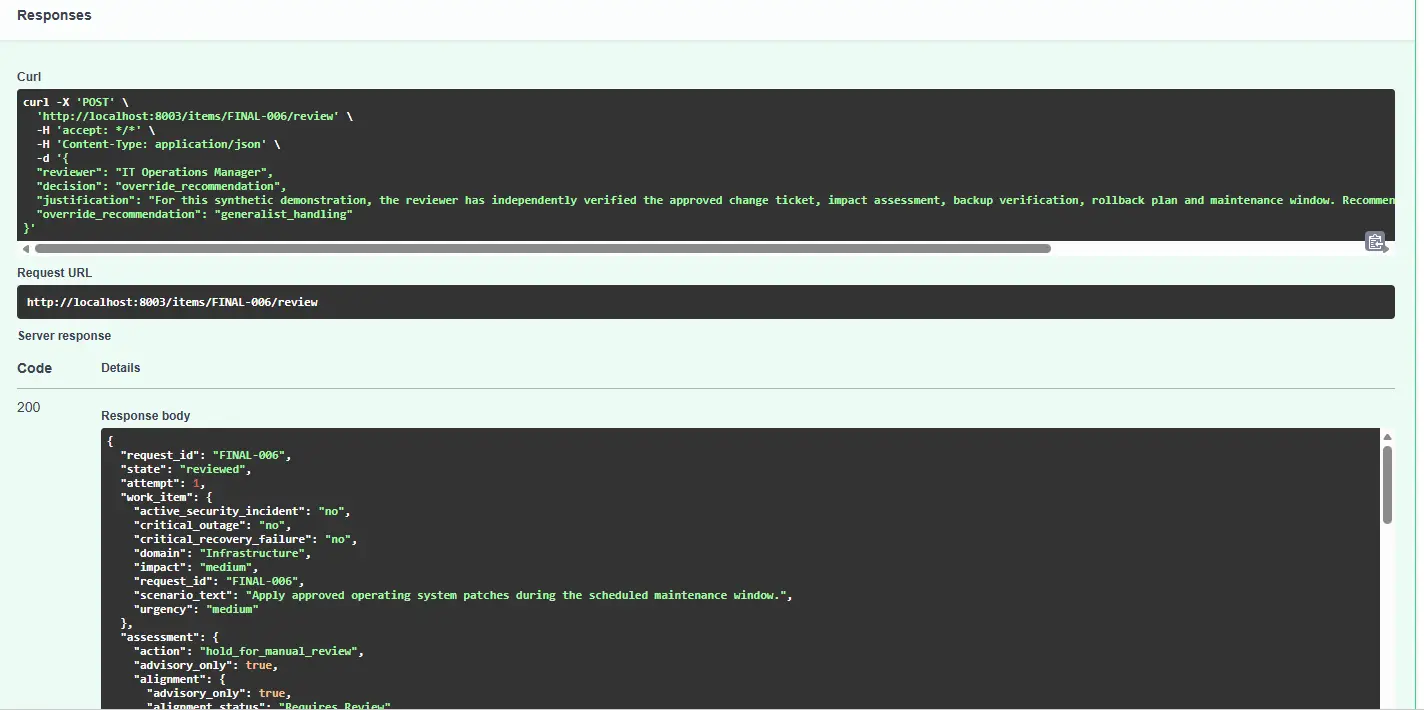 Responses
Curl
curl -X 'POST' \
  'http://localhost:8003/items/FINAL-006/review' \
  -H 'accept: */*' \
  -H 'Content-Type: application/json' \
  -d '{
  "reviewer": "IT Operations Manager",
  "decision": "override_recommendation",
  "justification": "For this synthetic demonstration, the reviewer has independently verified the approved change ticket, impact assessment, backup verification, rollback plan and maintenance window. Recommen
  "override_recommendation": "generalist_handling"
}'
Request URL
http://localhost:8003/items/FINAL-006/review
Server response
Code Details
200
Response body
{
  "request_id": "FINAL-006",
  "state": "reviewed",
  "attempt": 1,
  "work_item": {
    "active_security_incident": "no",
    "critical_outage": "no",
    "critical_recovery_failure": "no",
    "domain": "Infrastructure",
    "impact": "medium",
    "request_id": "FINAL-006",
    "scenario_text": "Apply approved operating system patches during the scheduled maintenance window.",
    "urgency": "medium"
  },
  "assessment": {
    "action": "hold_for_manual_review",
    "advisory_only": true,
    "alignment": {
      "advisory_only": true,
      "alignment_status": "Requires Review"